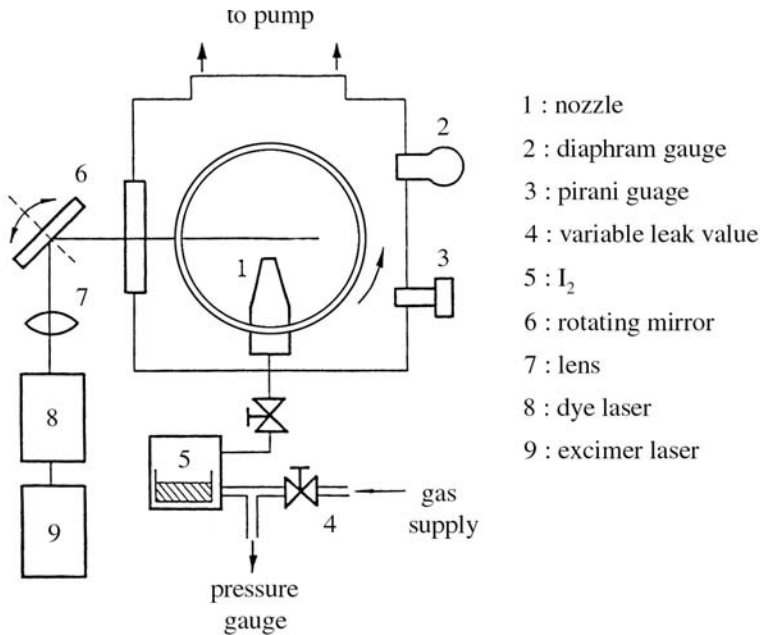 to pump
1 : nozzle
2 : diaphram gauge
3 : pirani guage
4 : variable leak value
5 : I₂
6 : rotating mirror
7 : lens
8 : dye laser
9 : excimer laser
6
2
1
3
7
8
5
9
4
gas
supply
pressure
gauge